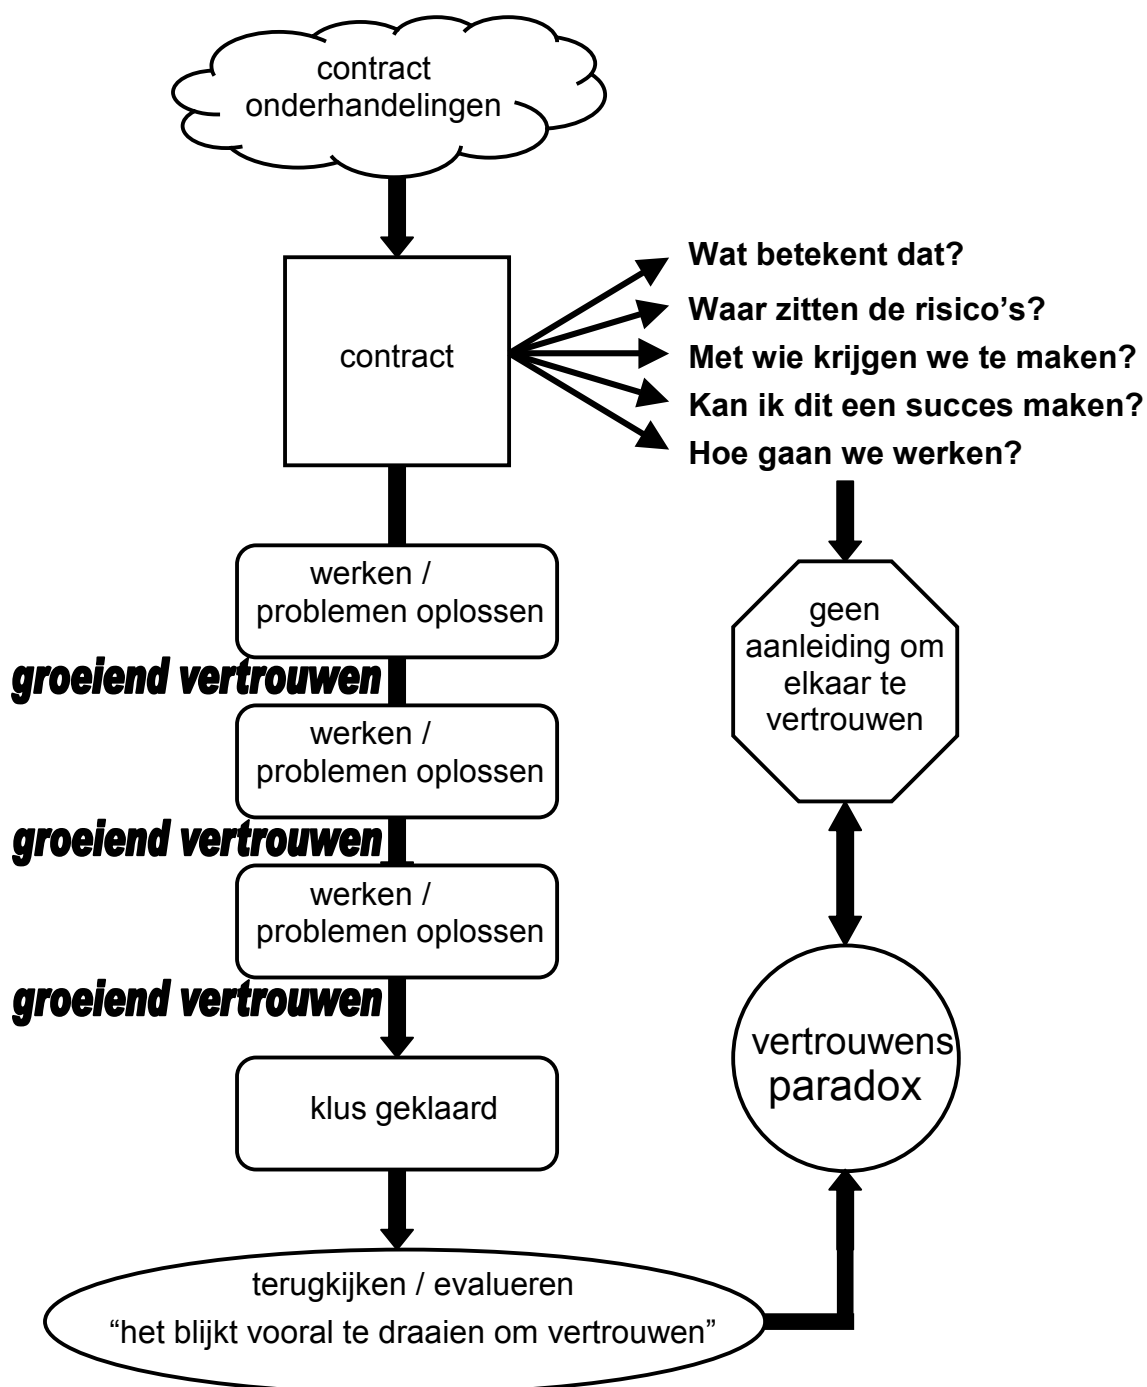 contract
onderhandelingen
contract
Wat betekent dat?
Waar zitten de risico’s?
Met wie krijgen we te maken?
Kan ik dit een succes maken?
Hoe gaan we werken?
werken /
problemen oplossen
groeiend vertrouwen
werken /
problemen oplossen
groeiend vertrouwen
werken /
problemen oplossen
groeiend vertrouwen
klus geklaard
terugkijken / evalueren
“het blijkt vooral te draaien om vertrouwen”
geen
aanleiding om
elkaar te
vertrouwen
vertrouwens
paradox